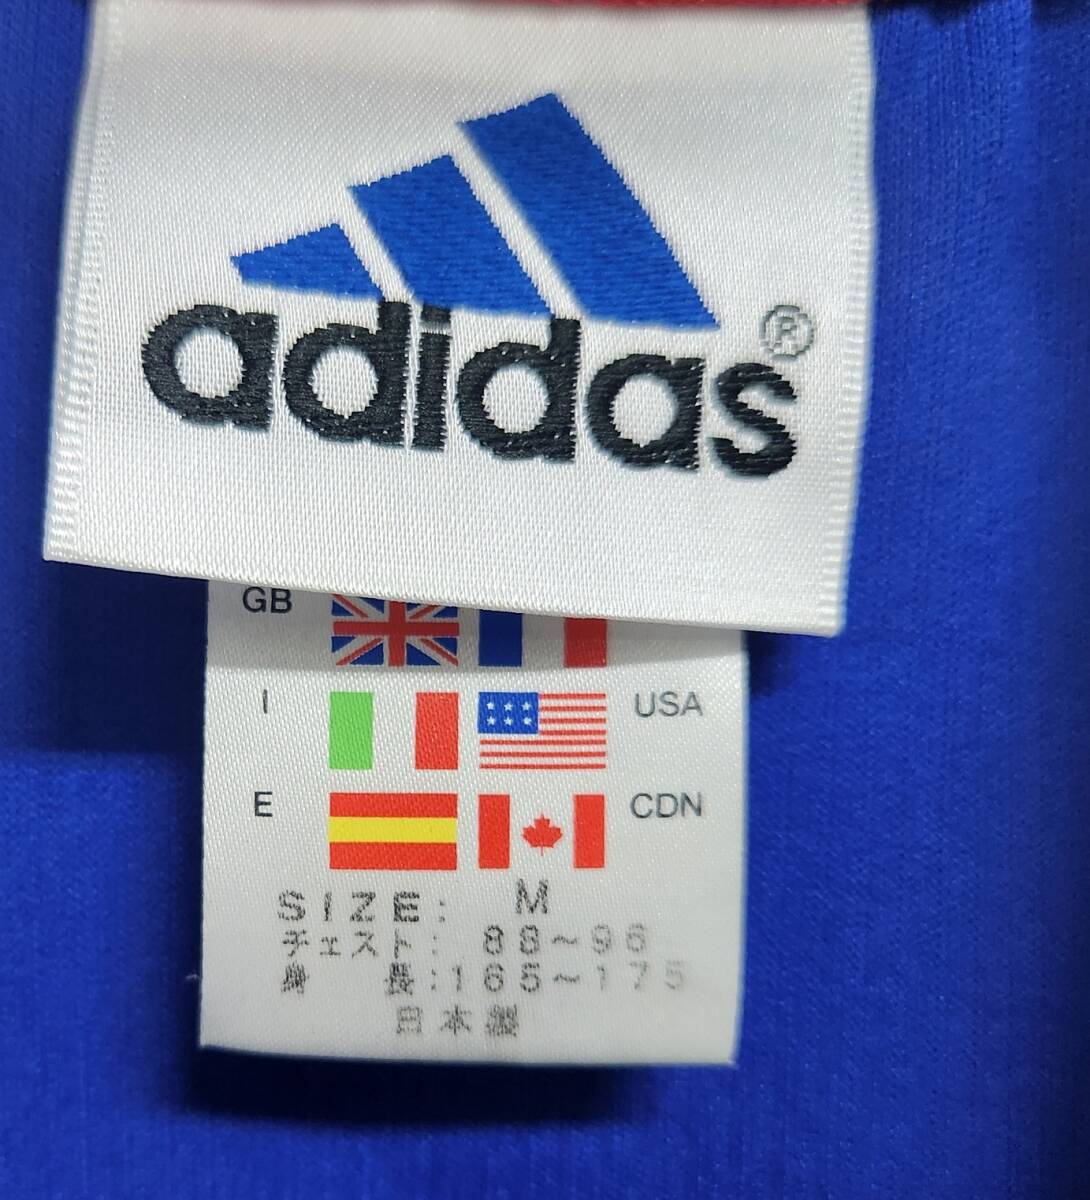 adidas®
GB
I USA
E CDN
SIZE: M
チェスト: 88~96
身 長:165~175
日本製